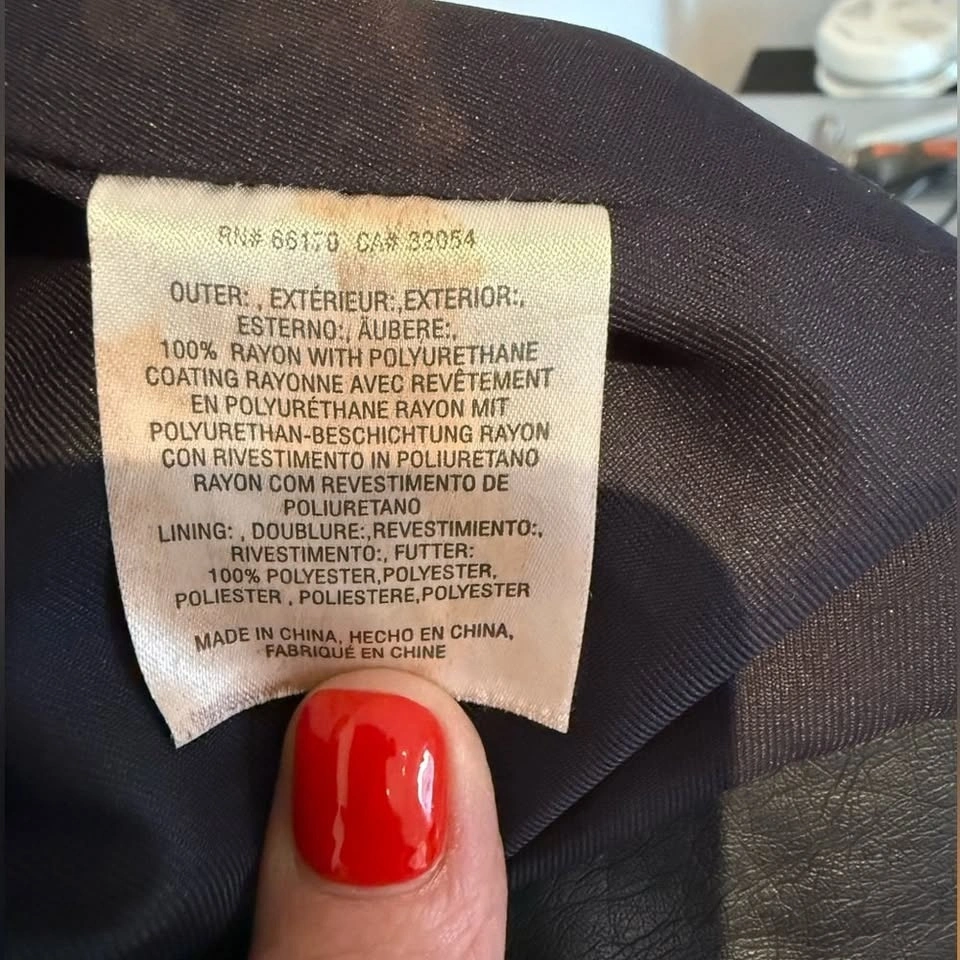 RN# 66170 CA# 32054
OUTER: , EXTÉRIEUR:,EXTERIOR:,
ESTERNO:, ÄUBERE:,
100% RAYON WITH POLYURETHANE
COATING RAYONNE AVEC REVÊTEMENT
EN POLYURÉTHANE RAYON MIT
POLYURETHAN-BESCHICHTUNG RAYON
CON RIVESTIMENTO IN POLIURETANO
RAYON COM REVESTIMENTO DE
POLIURETANO
LINING: , DOUBLURE:,REVESTIMIENTO:,
RIVESTIMENTO:, FUTTER:
100% POLYESTER,POLYESTER,
POLIESTER , POLIESTERE,POLYESTER
MADE IN CHINA, HECHO EN CHINA,
FABRIQUÉ EN CHINE